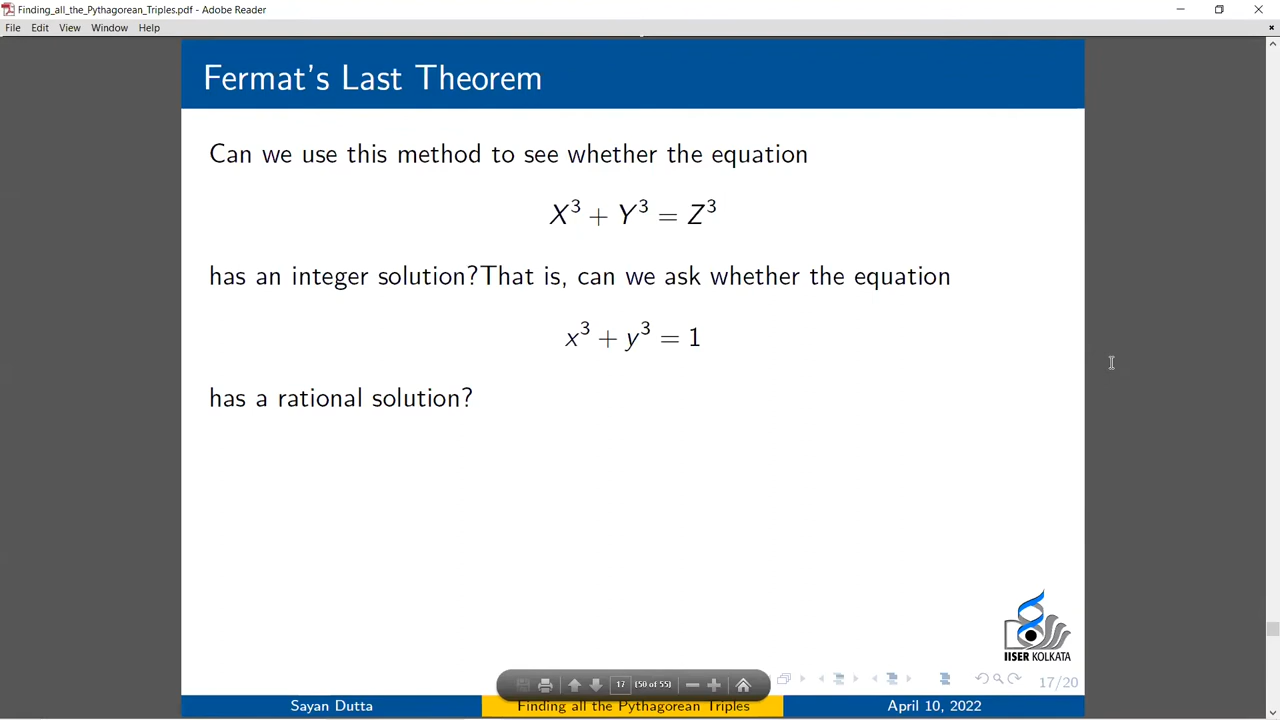 Finding_all_the_Pythagorean_Triples.pdf - Adobe Reader
File Edit View Window Help
Fermat's Last Theorem
Can we use this method to see whether the equation
X³ + Y³ = Z³
has an integer solution?That is, can we ask whether the equation
x³ + y³ = 1
has a rational solution?
IISER KOLKATA
17 (50 of 55)
17/20
Sayan Dutta Finding all the Pythagorean Triples April 10, 2022